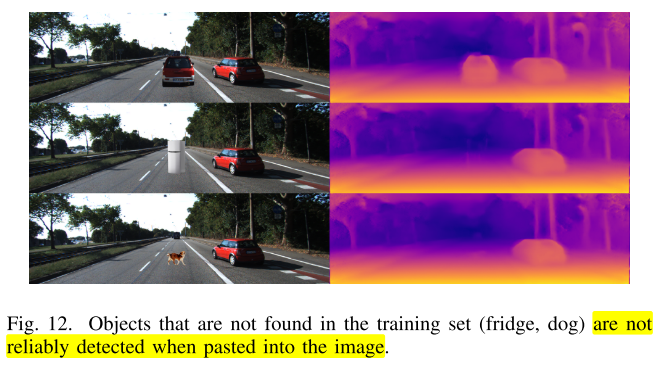 Fig. 12. Objects that are not found in the training set (fridge, dog) are not
reliably detected when pasted into the image.